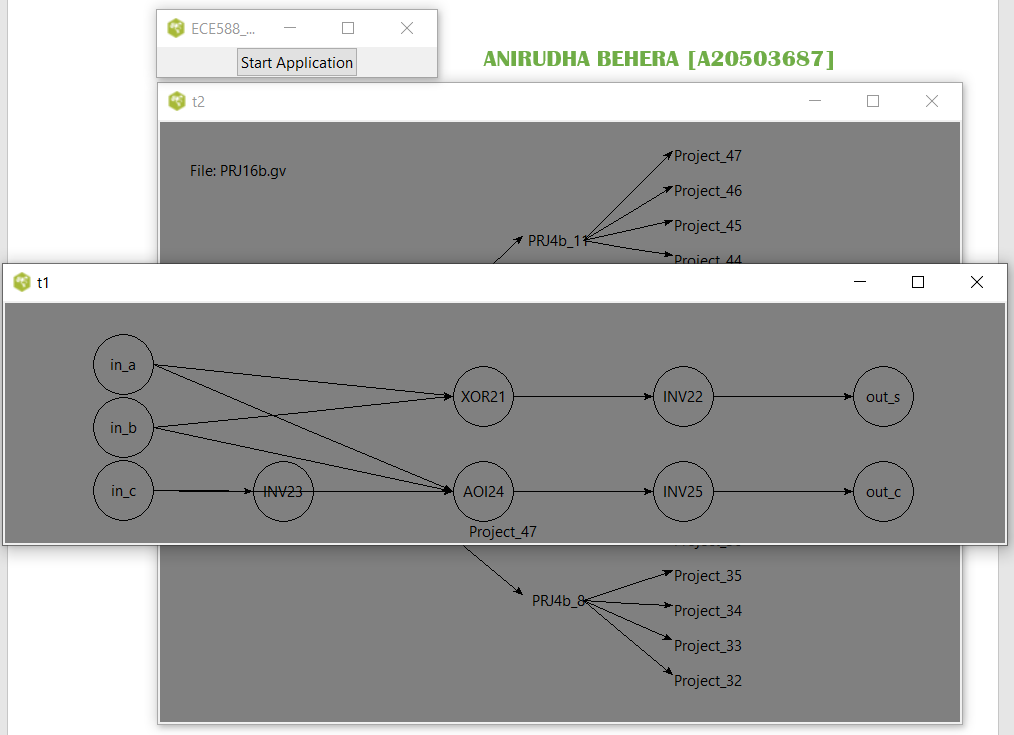 ECE588_...
Start Application
ANIRUDHA BEHERA [A20503687]
t2
File: PRJ16b.gv
Project_47
Project_46
PRJ4b_11
Project_45
Project_44
t1
in_a
in_b
in_c
INV23
XOR21
INV22
out_s
AOI24
INV25
out_c
Project_47
Project_35
PRJ4b_8
Project_34
Project_33
Project_32